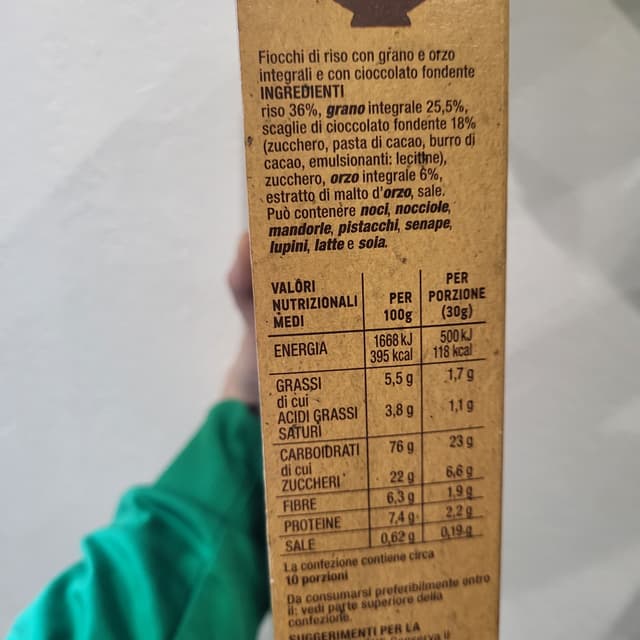 Fiocchi di riso con grano e orzo
integrali e con cioccolato fondente
INGREDIENTI
riso 36%, grano integrale 25,5%,
scaglie di cioccolato fondente 18%
(zucchero, pasta di cacao, burro di
cacao, emulsionanti: lecitine),
zucchero, orzo integrale 6%,
estratto di malto d'orzo, sale.
Può contenere noci, nocciole,
mandorle, pistacchi, senape,
lupini, latte e soia.
VALORI NUTRIZIONALI MEDI PER 100g PER PORZIONE (30g)
ENERGIA 1668 kJ 395 kcal 500 kJ 118 kcal
GRASSI 5,5 g 1,7 g
di cui ACIDI GRASSI SATURI 3,8 g 1,1 g
CARBOIDRATI 76 g 23 g
di cui ZUCCHERI 22 g 6,6 g
FIBRE 6,3 g 1,9 g
PROTEINE 7,4 g 2,2 g
SALE 0,62 g 0,19 g
La confezione contiene circa
10 porzioni
Da consumarsi preferibilmente entro
il: vedi parte superiore della
confezione.
SUGGERIMENTI PER LA